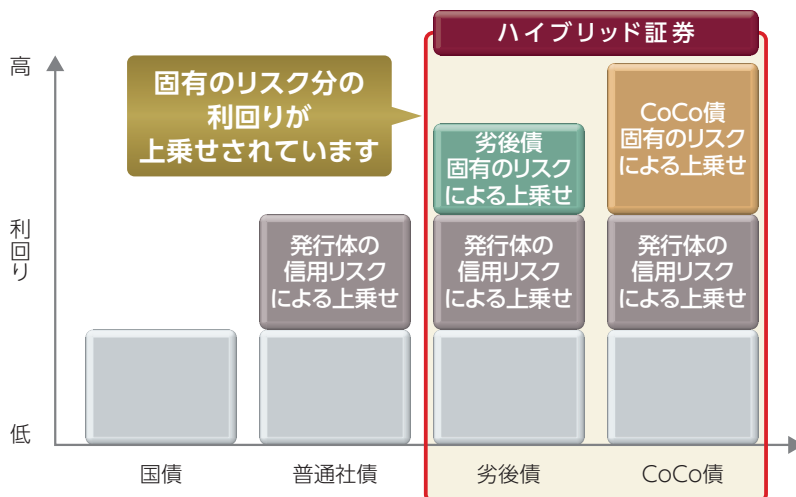 ハイブリッド証券
高
固有のリスク分の
利回りが
上乗せされています
CoCo債
固有のリスク
による上乗せ
劣後債
固有のリスク
による上乗せ
利回り
発行体の
信用リスク
による上乗せ
発行体の
信用リスク
による上乗せ
発行体の
信用リスク
による上乗せ
低
国債
普通社債
劣後債
CoCo債